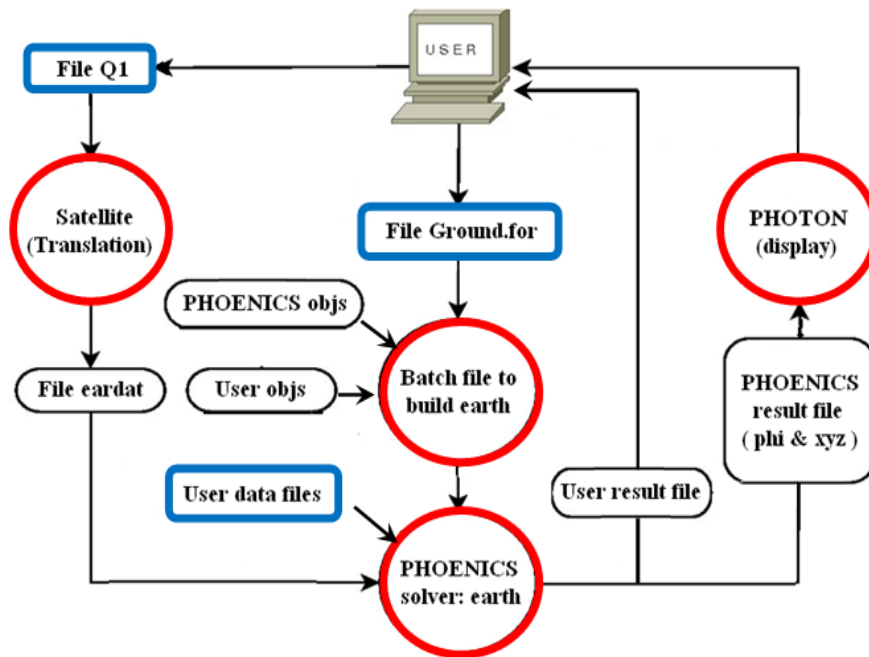 USER
File Q1
Satellite
(Translation)
File Ground.for
PHOTON
(display)
PHOENICS objs
User objs
Batch file to
build earth
File eardat
PHOENICS
result file
( phi & xyz )
User data files
User result file
PHOENICS
solver: earth